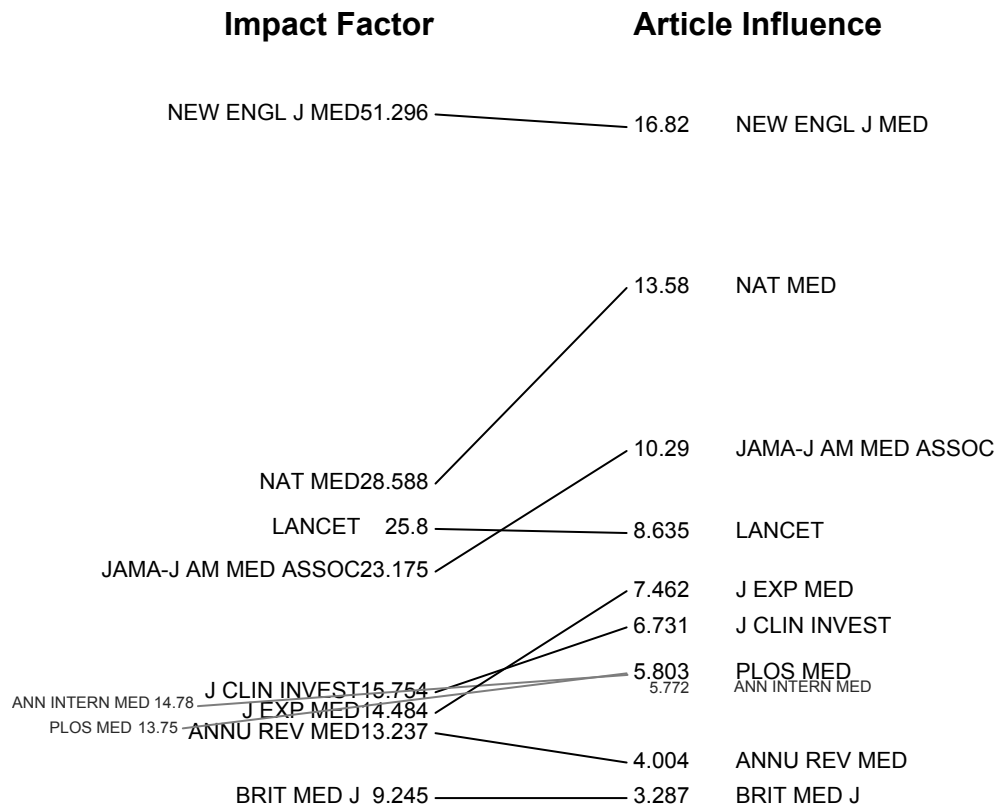 Impact Factor Article Influence
NEW ENGL J MED51.296 16.82 NEW ENGL J MED
13.58 NAT MED
10.29 JAMA-J AM MED ASSOC
NAT MED28.588
LANCET 25.8 8.635 LANCET
JAMA-J AM MED ASSOC23.175
7.462 J EXP MED
6.731 J CLIN INVEST
5.803 PLOS MED
J CLIN INVEST15.754 5.772 ANN INTERN MED
ANN INTERN MED 14.78
J EXP MED14.484
PLOS MED 13.75
ANNU REV MED13.237
4.004 ANNU REV MED
BRIT MED J 9.245 3.287 BRIT MED J